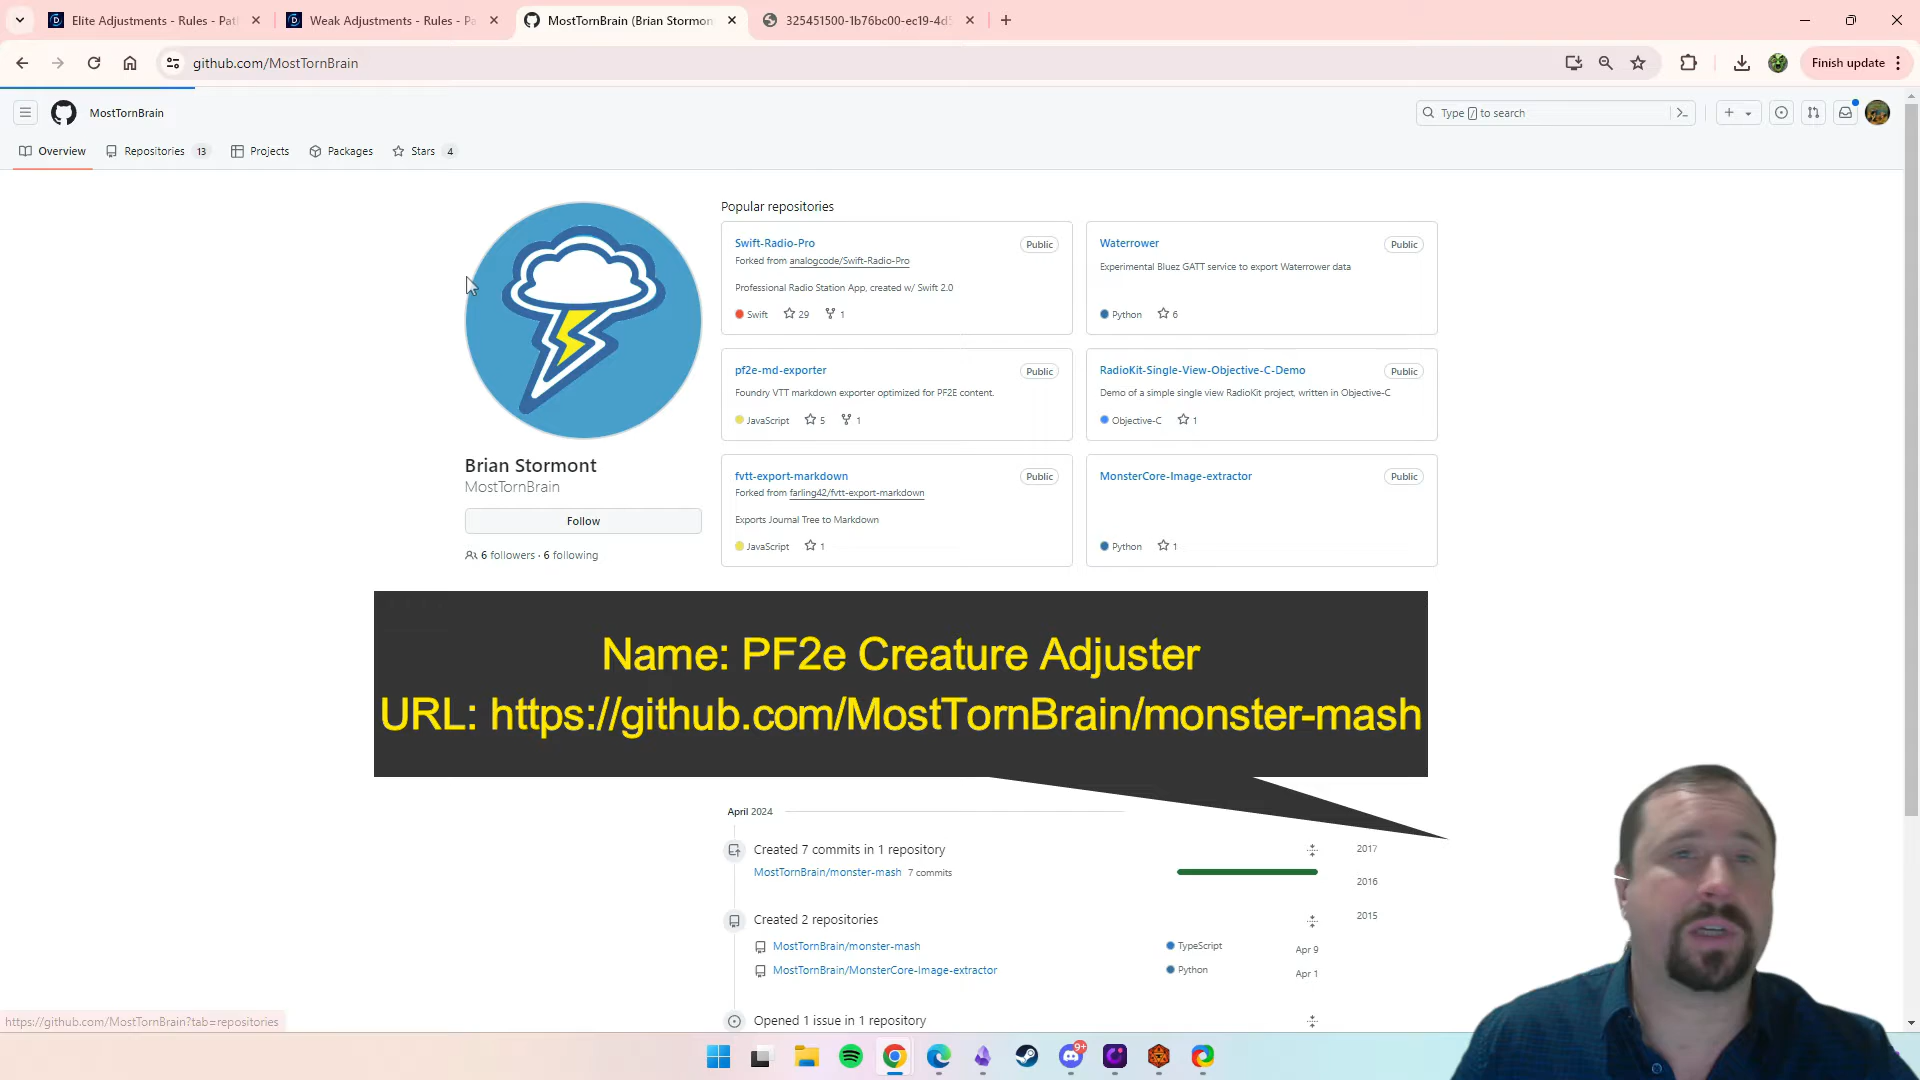 Elite Adjustments - Rules - Pat
Weak Adjustments - Rules - Pa
MostTornBrain (Brian Stormon
325451500-1b76bc00-ec19-4d5
github.com/MostTornBrain
Finish update
MostTornBrain
Type / to search
Overview
Repositories 13
Projects
Packages
Stars 4
Popular repositories
Swift-Radio-Pro
Public
Forked from analogcode/Swift-Radio-Pro
Professional Radio Station App, created w/ Swift 2.0
Swift 29 1
Waterrower
Public
Experimental Bluez GATT service to export Waterrower data
Python 6
pf2e-md-exporter
Public
Foundry VTT markdown exporter optimized for PF2E content.
JavaScript 5 1
RadioKit-Single-View-Objective-C-Demo
Public
Demo of a simple single view RadioKit project, written in Objective-C
Objective-C 1
fvtt-export-markdown
Public
Forked from farling42/fvtt-export-markdown
Exports Journal Tree to Markdown
JavaScript 1
MonsterCore-Image-extractor
Public
Python 1
Brian Stormont
MostTornBrain
Follow
6 followers · 6 following
Name: PF2e Creature Adjuster
URL: https://github.com/MostTornBrain/monster-mash
April 2024
Created 7 commits in 1 repository
MostTornBrain/monster-mash 7 commits
Created 2 repositories
MostTornBrain/monster-mash TypeScript Apr 9
MostTornBrain/MonsterCore-Image-extractor Python Apr 1
Opened 1 issue in 1 repository
2017
2016
2015
https://github.com/MostTornBrain?tab=repositories
9+